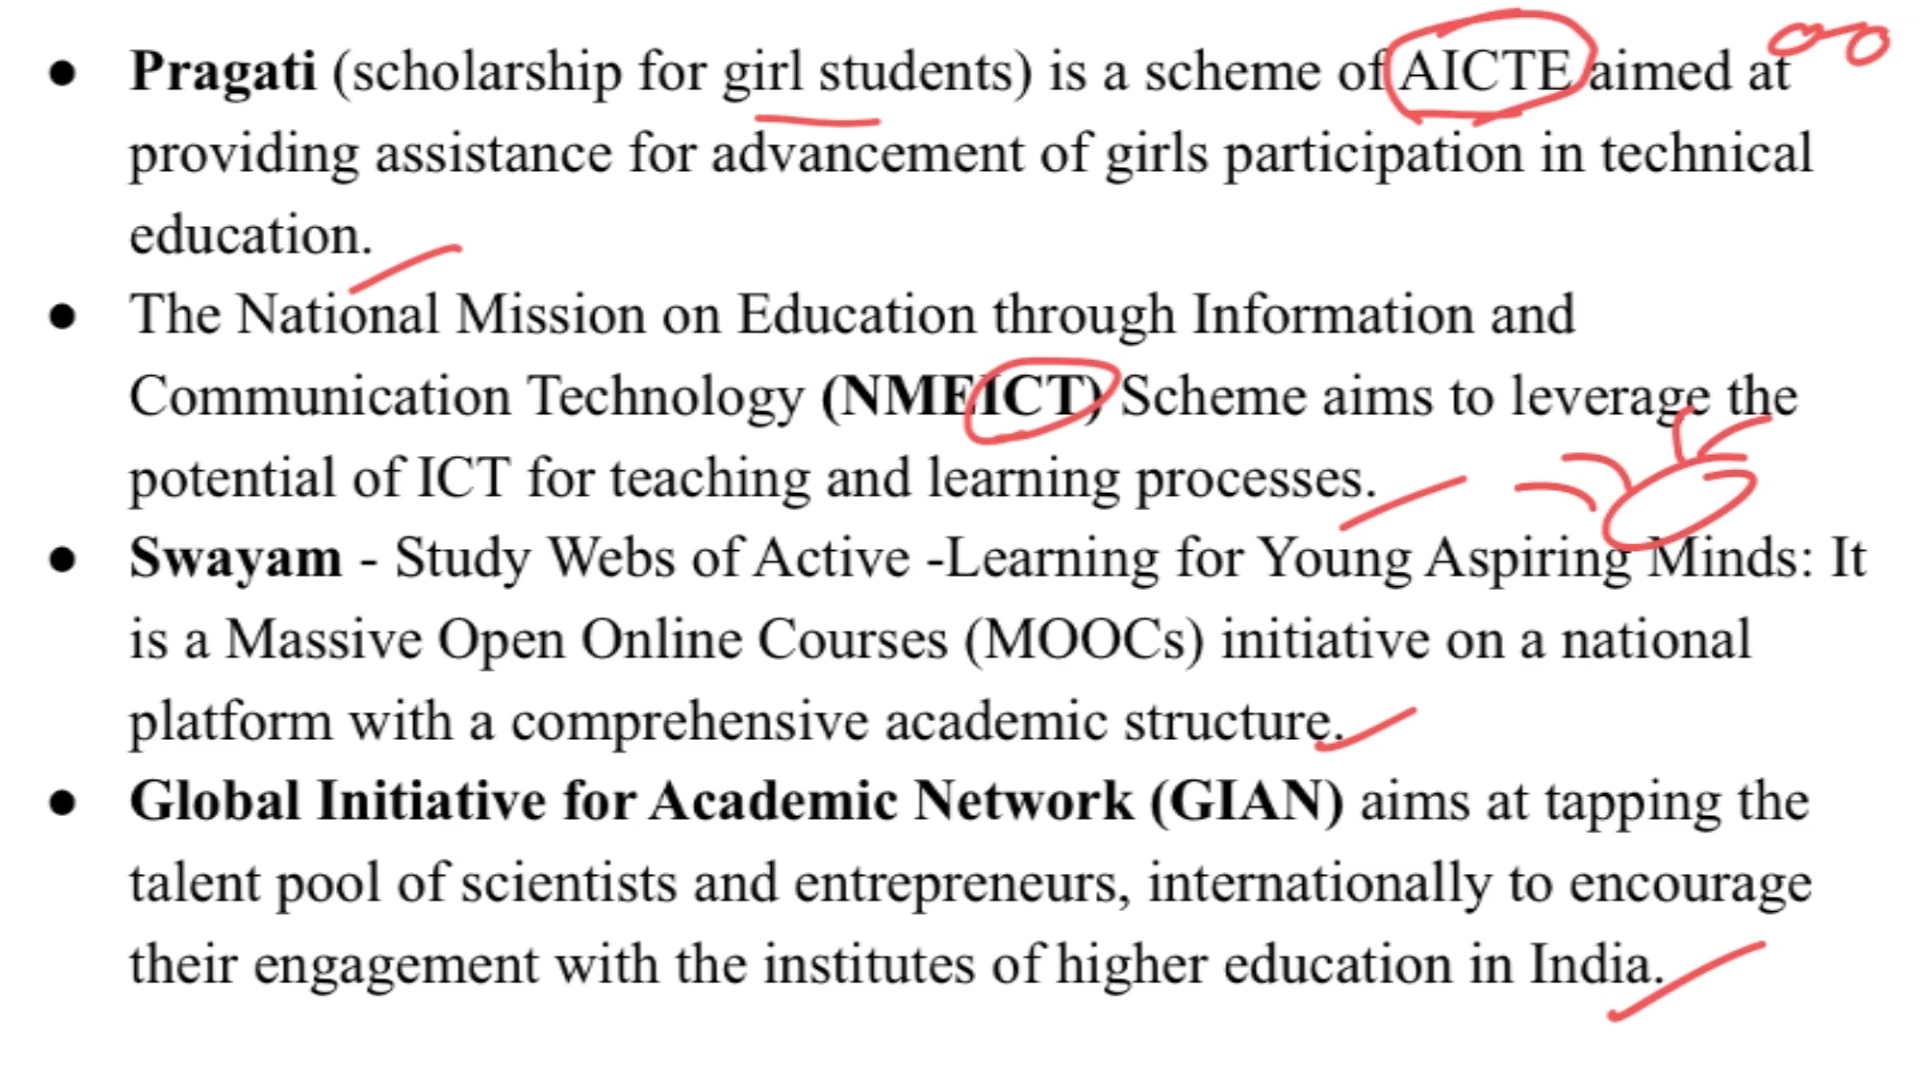 ● Pragati (scholarship for girl students) is a scheme of AICTE aimed at
providing assistance for advancement of girls participation in technical
education.
● The National Mission on Education through Information and
Communication Technology (NMEICT) Scheme aims to leverage the
potential of ICT for teaching and learning processes.
● Swayam - Study Webs of Active -Learning for Young Aspiring Minds: It
is a Massive Open Online Courses (MOOCs) initiative on a national
platform with a comprehensive academic structure.
● Global Initiative for Academic Network (GIAN) aims at tapping the
talent pool of scientists and entrepreneurs, internationally to encourage
their engagement with the institutes of higher education in India.